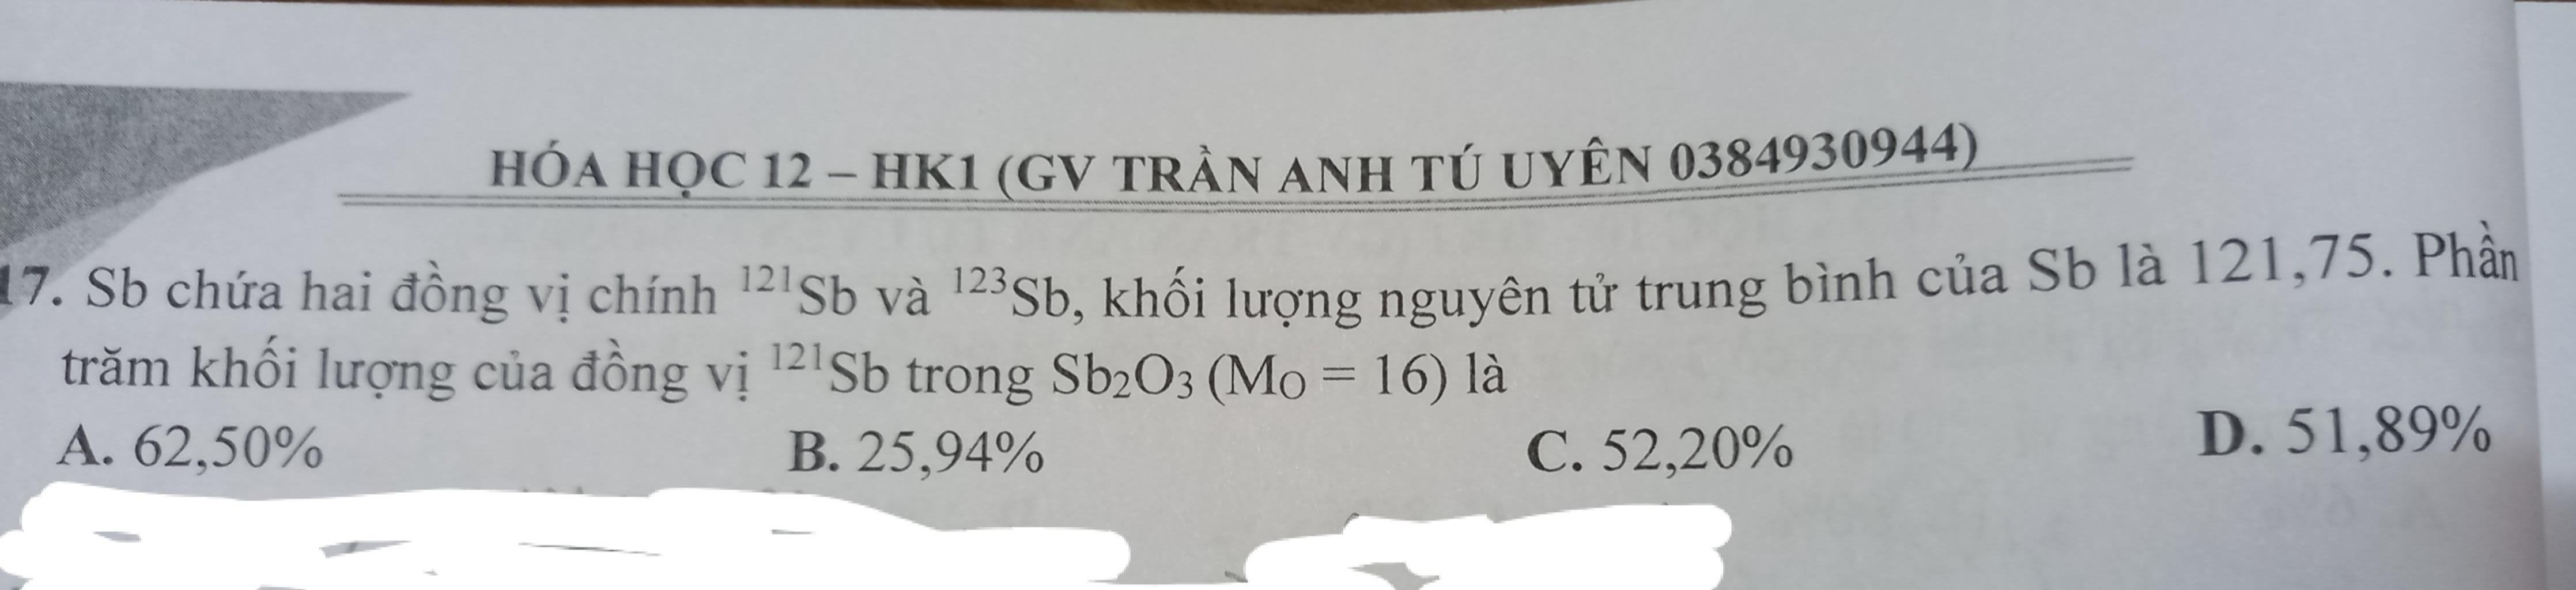 HÓA HỌC 12 – HK1 (GV TRẦN ANH TÚ UYÊN 0384930944)
17. Sb chứa hai đồng vị chính ¹²¹Sb và ¹²³Sb, khối lượng nguyên tử trung bình của Sb là 121,75. Phần
trăm khối lượng của đồng vị ¹²¹Sb trong Sb₂O₃ (Mo = 16) là
A. 62,50% B. 25,94% C. 52,20% D. 51,89%